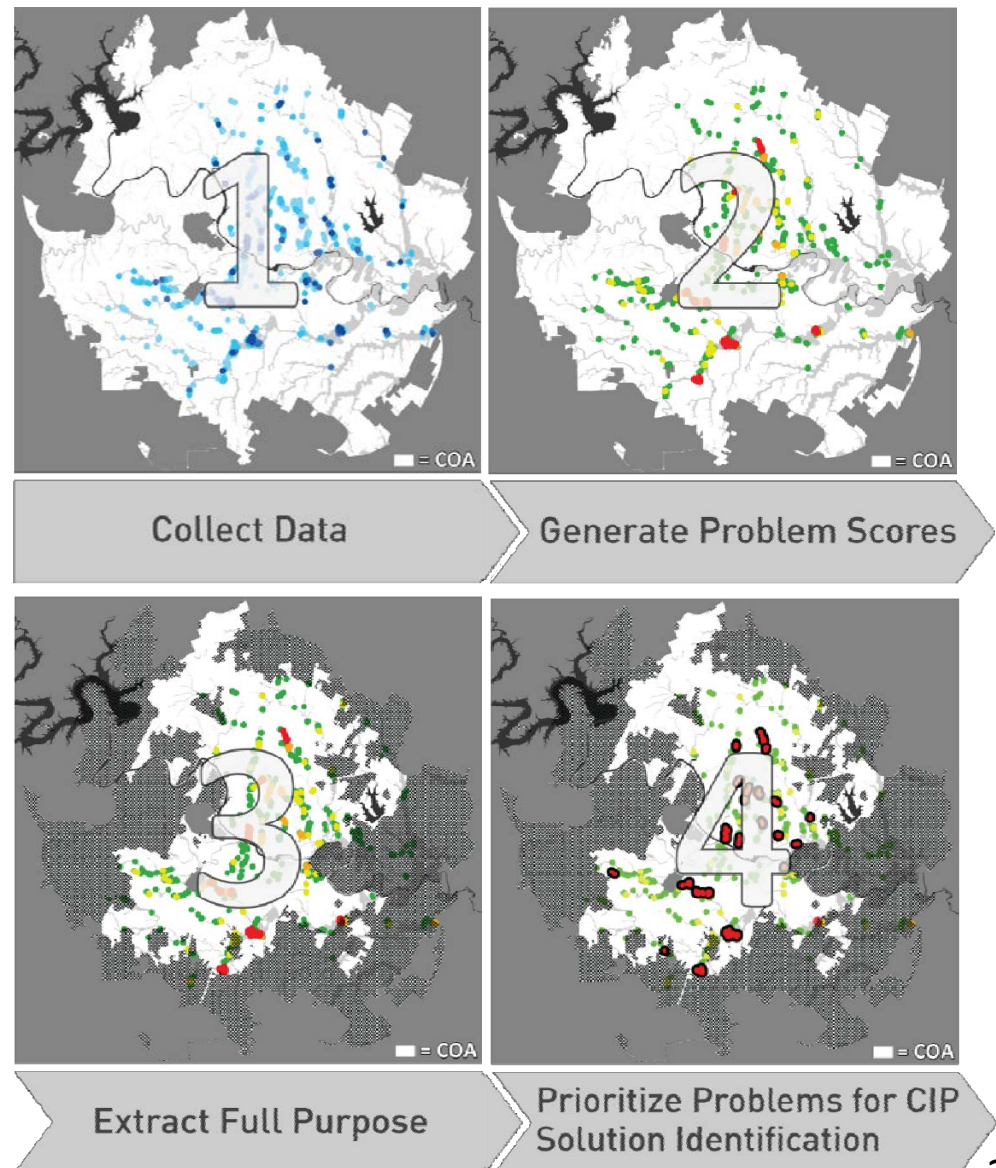 1
= COA
2
= COA
Collect Data
Generate Problem Scores
3
= COA
4
= COA
Extract Full Purpose
Prioritize Problems for CIP
Solution Identification